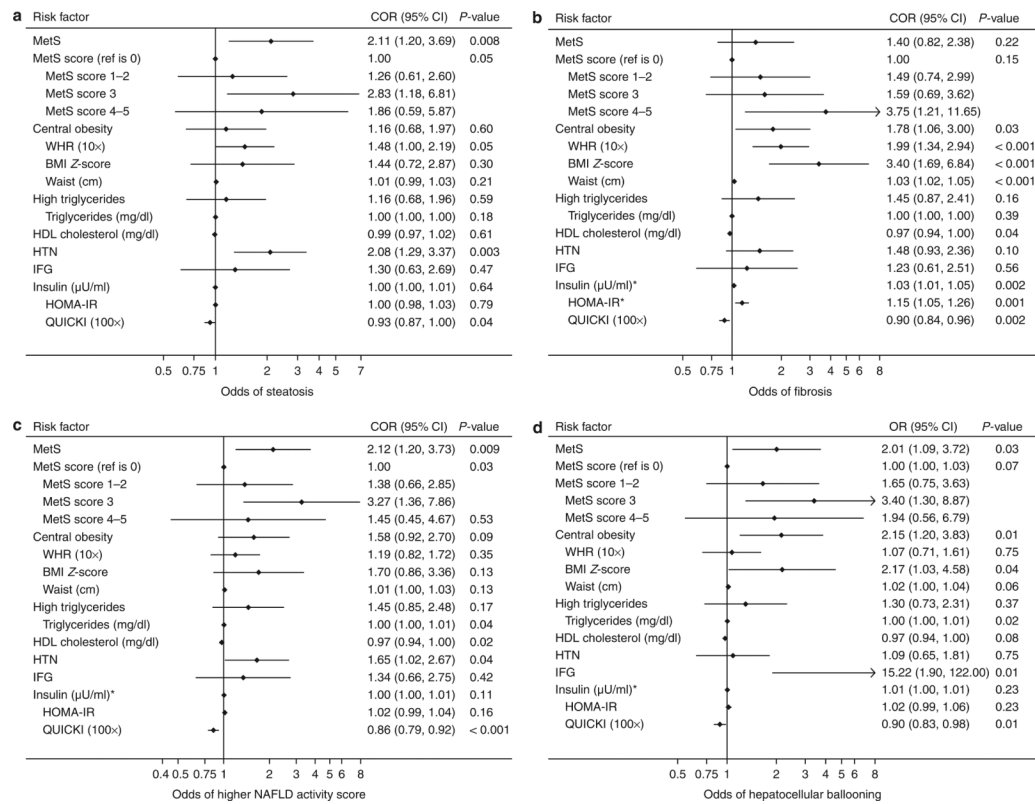 a Risk factor COR (95% CI) P-value
MetS 2.11 (1.20, 3.69) 0.008
MetS score (ref is 0) 1.00 0.05
MetS score 1–2 1.26 (0.61, 2.60)
MetS score 3 2.83 (1.18, 6.81)
MetS score 4–5 1.86 (0.59, 5.87)
Central obesity 1.16 (0.68, 1.97) 0.60
WHR (10×) 1.48 (1.00, 2.19) 0.05
BMI Z-score 1.44 (0.72, 2.87) 0.30
Waist (cm) 1.01 (0.99, 1.03) 0.21
High triglycerides 1.16 (0.68, 1.96) 0.59
Triglycerides (mg/dl) 1.00 (1.00, 1.00) 0.18
HDL cholesterol (mg/dl) 0.99 (0.97, 1.02) 0.61
HTN 2.08 (1.29, 3.37) 0.003
IFG 1.30 (0.63, 2.69) 0.47
Insulin (µU/ml) 1.00 (1.00, 1.01) 0.64
HOMA-IR 1.00 (0.98, 1.03) 0.79
QUICKI (100×) 0.93 (0.87, 1.00) 0.04
0.5 0.75 1 2 3 4 5 7
Odds of steatosis
b Risk factor COR (95% CI) P-value
MetS 1.40 (0.82, 2.38) 0.22
MetS score (ref is 0) 1.00 0.15
MetS score 1–2 1.49 (0.74, 2.99)
MetS score 3 1.59 (0.69, 3.62)
MetS score 4–5 3.75 (1.21, 11.65)
Central obesity 1.78 (1.06, 3.00) 0.03
WHR (10×) 1.99 (1.34, 2.94) < 0.001
BMI Z-score 3.40 (1.69, 6.84) < 0.001
Waist (cm) 1.03 (1.02, 1.05) < 0.001
High triglycerides 1.45 (0.87, 2.41) 0.16
Triglycerides (mg/dl) 1.00 (1.00, 1.00) 0.39
HDL cholesterol (mg/dl) 0.97 (0.94, 1.00) 0.04
HTN 1.48 (0.93, 2.36) 0.10
IFG 1.23 (0.61, 2.51) 0.56
Insulin (µU/ml)* 1.03 (1.01, 1.05) 0.002
HOMA-IR* 1.15 (1.05, 1.26) 0.001
QUICKI (100×) 0.90 (0.84, 0.96) 0.002
0.5 0.75 1 2 3 4 5 6 8
Odds of fibrosis
c Risk factor COR (95% CI) P-value
MetS 2.12 (1.20, 3.73) 0.009
MetS score (ref is 0) 1.00 0.03
MetS score 1–2 1.38 (0.66, 2.85)
MetS score 3 3.27 (1.36, 7.86)
MetS score 4–5 1.45 (0.45, 4.67) 0.53
Central obesity 1.58 (0.92, 2.70) 0.09
WHR (10×) 1.19 (0.82, 1.72) 0.35
BMI Z-score 1.70 (0.86, 3.36) 0.13
Waist (cm) 1.01 (1.00, 1.03) 0.13
High triglycerides 1.45 (0.85, 2.48) 0.17
Triglycerides (mg/dl) 1.00 (1.00, 1.01) 0.04
HDL cholesterol (mg/dl) 0.97 (0.94, 1.00) 0.02
HTN 1.65 (1.02, 2.67) 0.04
IFG 1.34 (0.66, 2.75) 0.42
Insulin (µU/ml)* 1.00 (1.00, 1.01) 0.11
HOMA-IR 1.02 (0.99, 1.04) 0.16
QUICKI (100×) 0.86 (0.79, 0.92) < 0.001
0.4 0.5 0.75 1 2 3 4 5 6 8
Odds of higher NAFLD activity score
d Risk factor OR (95% CI) P-value
MetS 2.01 (1.09, 3.72) 0.03
MetS score (ref is 0) 1.00 (1.00, 1.03) 0.07
MetS score 1–2 1.65 (0.75, 3.63)
MetS score 3 3.40 (1.30, 8.87)
MetS score 4–5 1.94 (0.56, 6.79)
Central obesity 2.15 (1.20, 3.83) 0.01
WHR (10×) 1.07 (0.71, 1.61) 0.75
BMI Z-score 2.17 (1.03, 4.58) 0.04
Waist (cm) 1.02 (1.00, 1.04) 0.06
High triglycerides 1.30 (0.73, 2.31) 0.37
Triglycerides (mg/dl) 1.00 (1.00, 1.01) 0.02
HDL cholesterol (mg/dl) 0.97 (0.94, 1.00) 0.08
HTN 1.09 (0.65, 1.81) 0.75
IFG 15.22 (1.90, 122.00) 0.01
Insulin (µU/ml)* 1.01 (1.00, 1.01) 0.23
HOMA-IR 1.02 (0.99, 1.06) 0.23
QUICKI (100×) 0.90 (0.83, 0.98) 0.01
0.5 0.75 1 2 3 4 5 6 8
Odds of hepatocellular ballooning